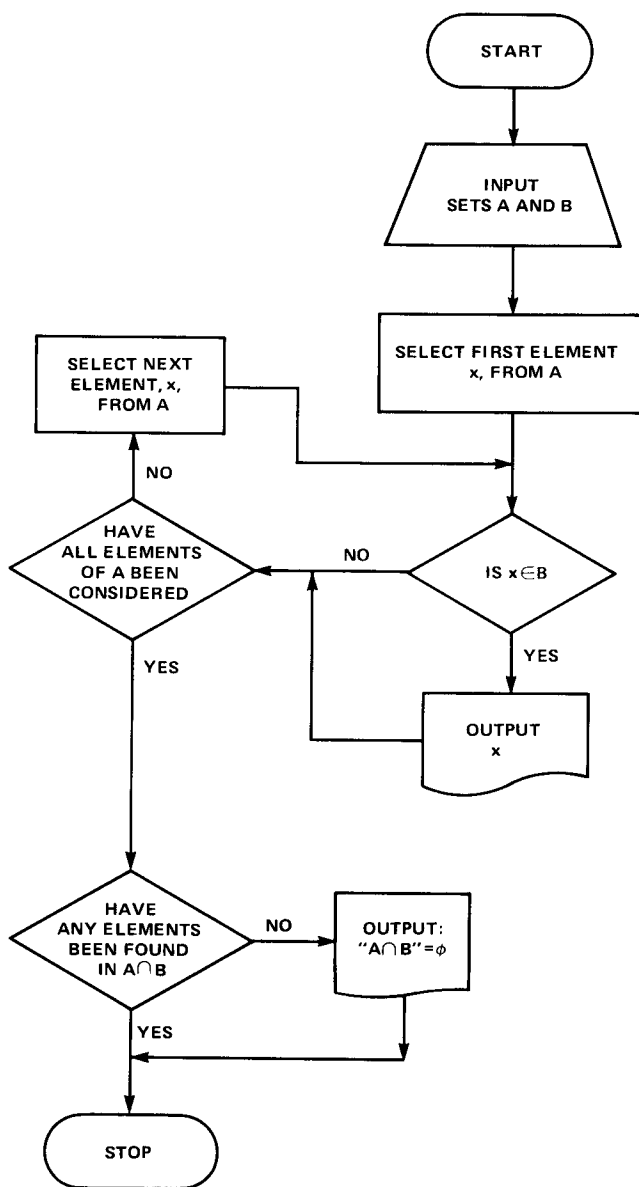 START
INPUT
SETS A AND B
SELECT FIRST ELEMENT
x, FROM A
SELECT NEXT
ELEMENT, x,
FROM A
NO
HAVE
ALL ELEMENTS
OF A BEEN
CONSIDERED
NO
IS x∈B
YES
YES
OUTPUT
x
HAVE
ANY ELEMENTS
BEEN FOUND
IN A∩B
NO
OUTPUT:
"A∩B"=ϕ
YES
STOP